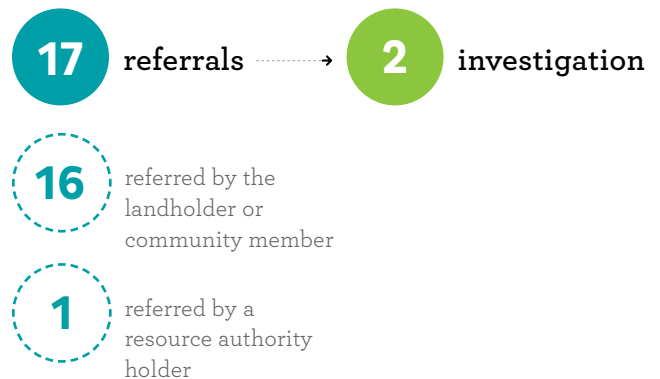 17 referrals 2 investigation
16 referred by the
landholder or
community member
1 referred by a
resource authority
holder